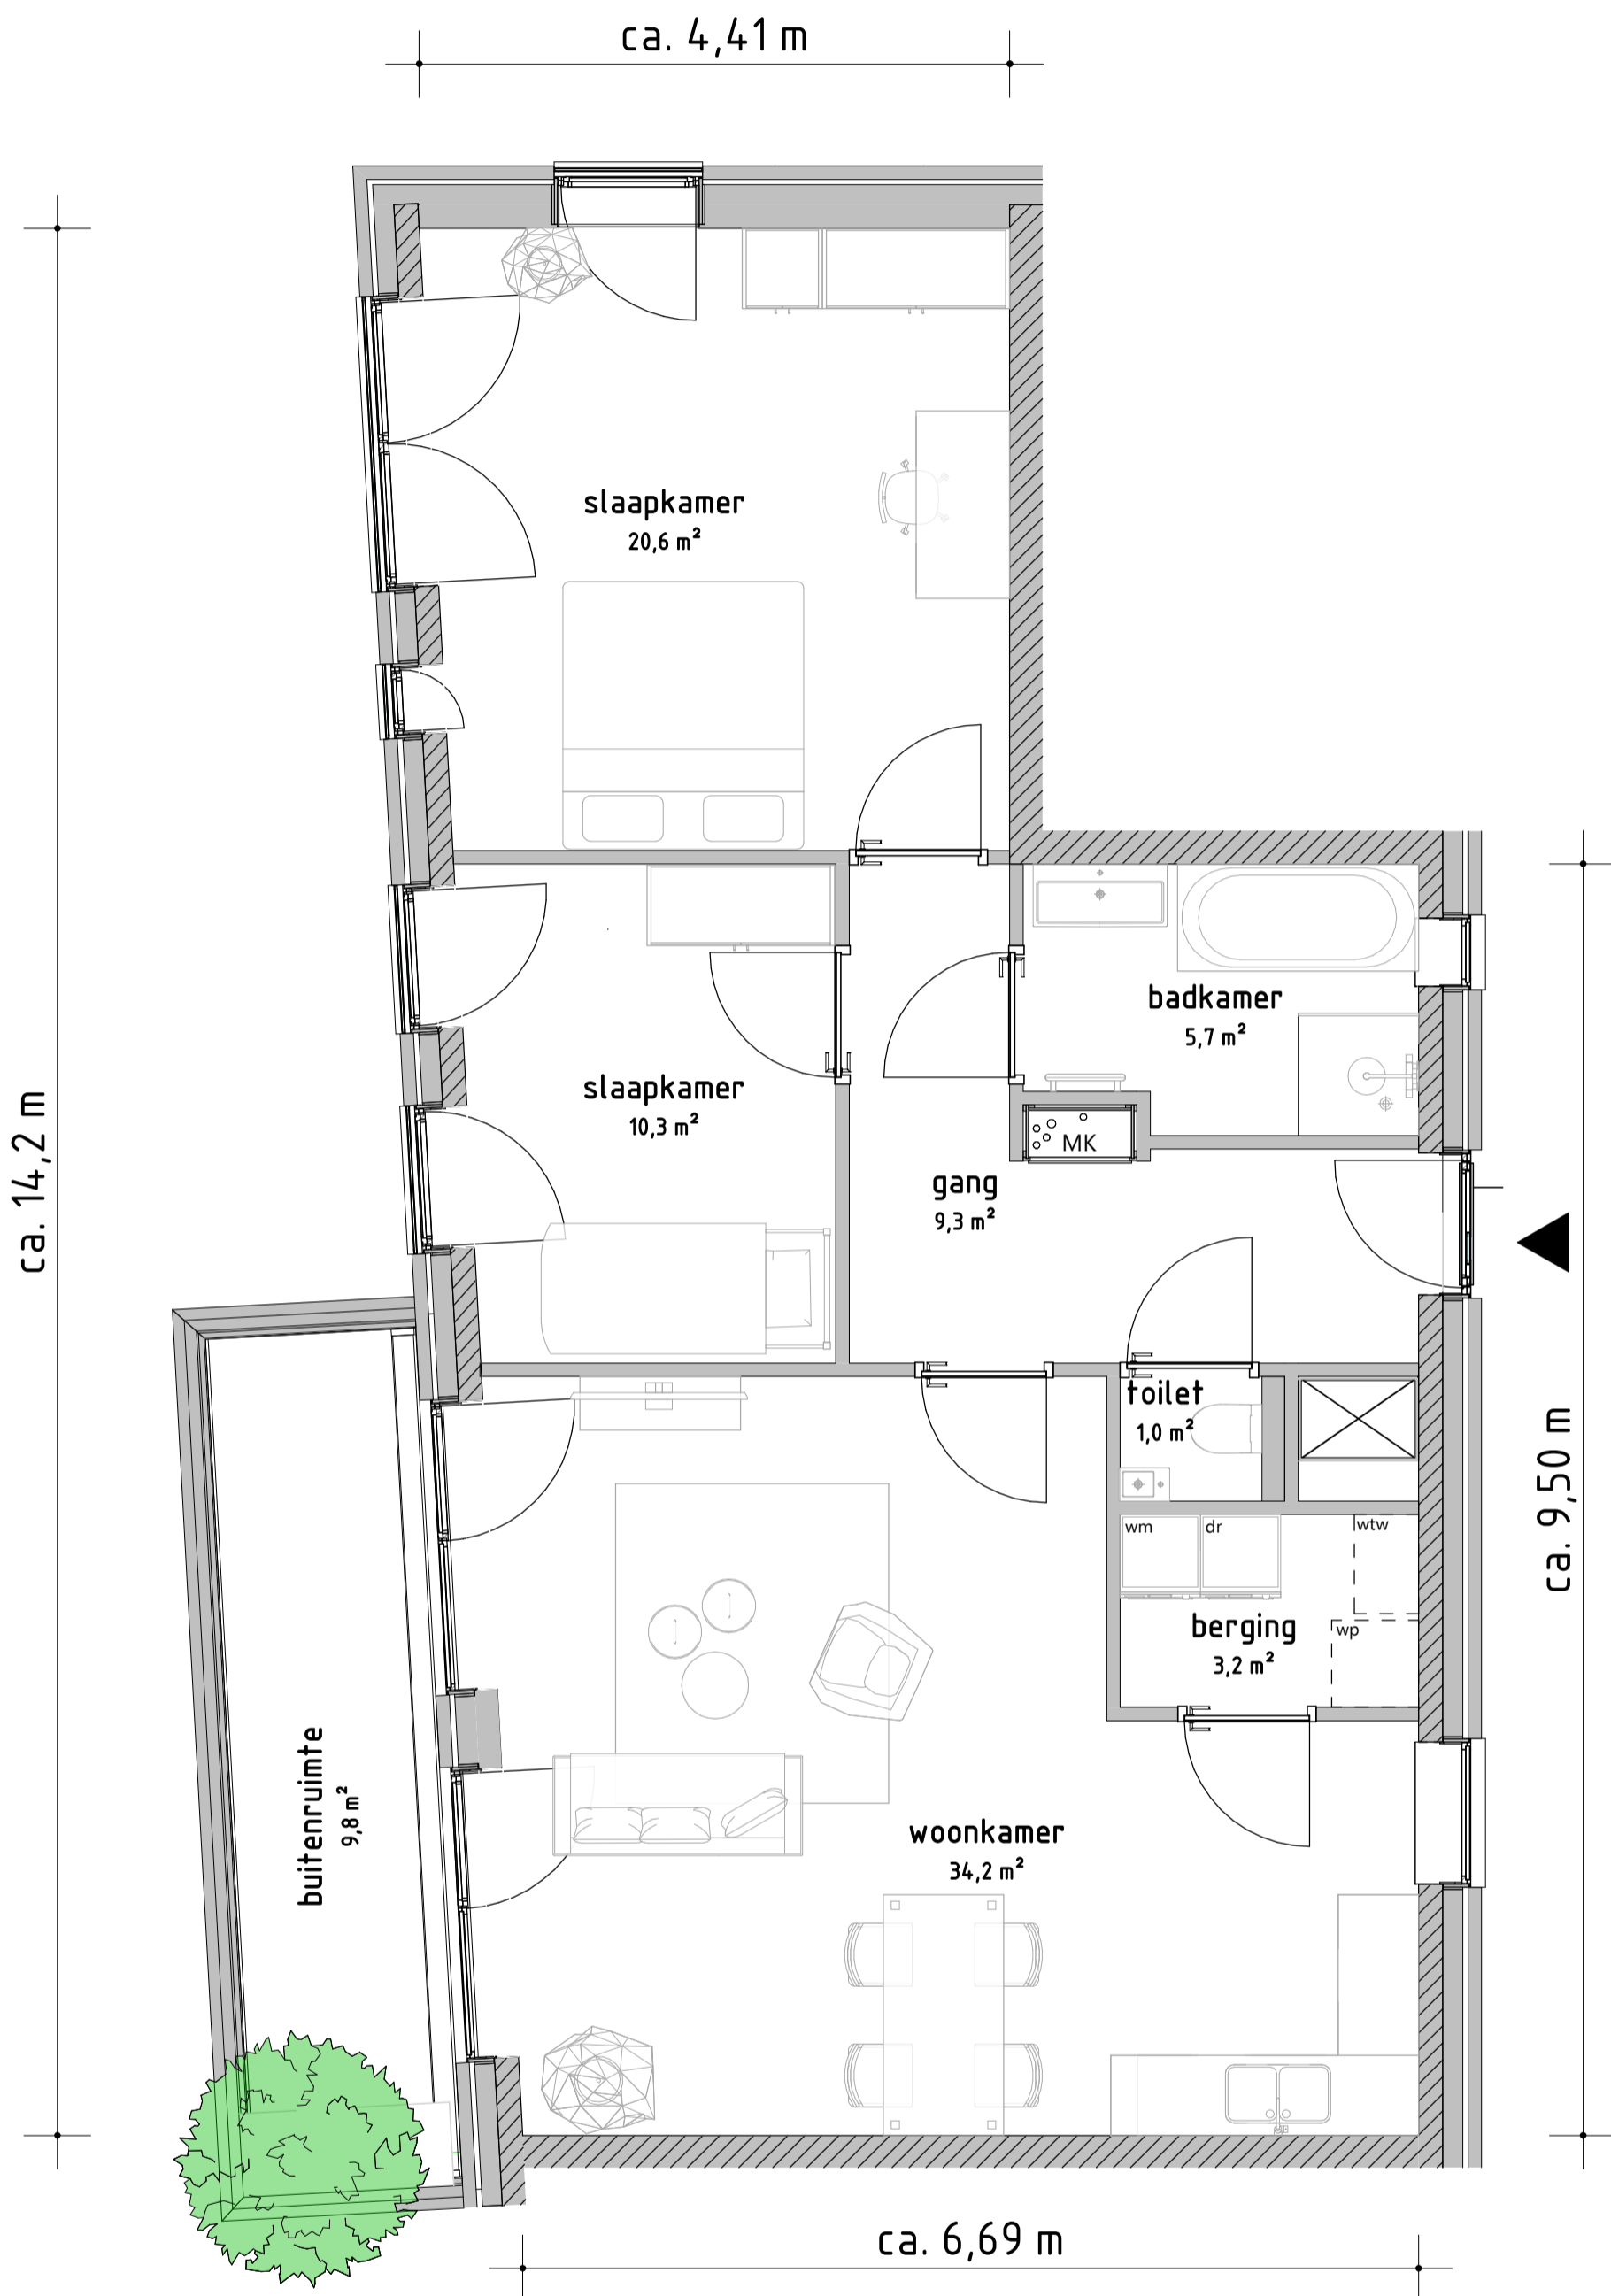 ca. 4,41 m
slaapkamer
20,6 m²
badkamer
5,7 m²
slaapkamer
10,3 m²
MK
gang
9,3 m²
ca. 14,2 m
toilet
1,0 m²
ca. 9,50 m
wm
dr
wtw
berging
3,2 m²
wp
buitenruimte
9,8 m²
woonkamer
34,2 m²
ca. 6,69 m